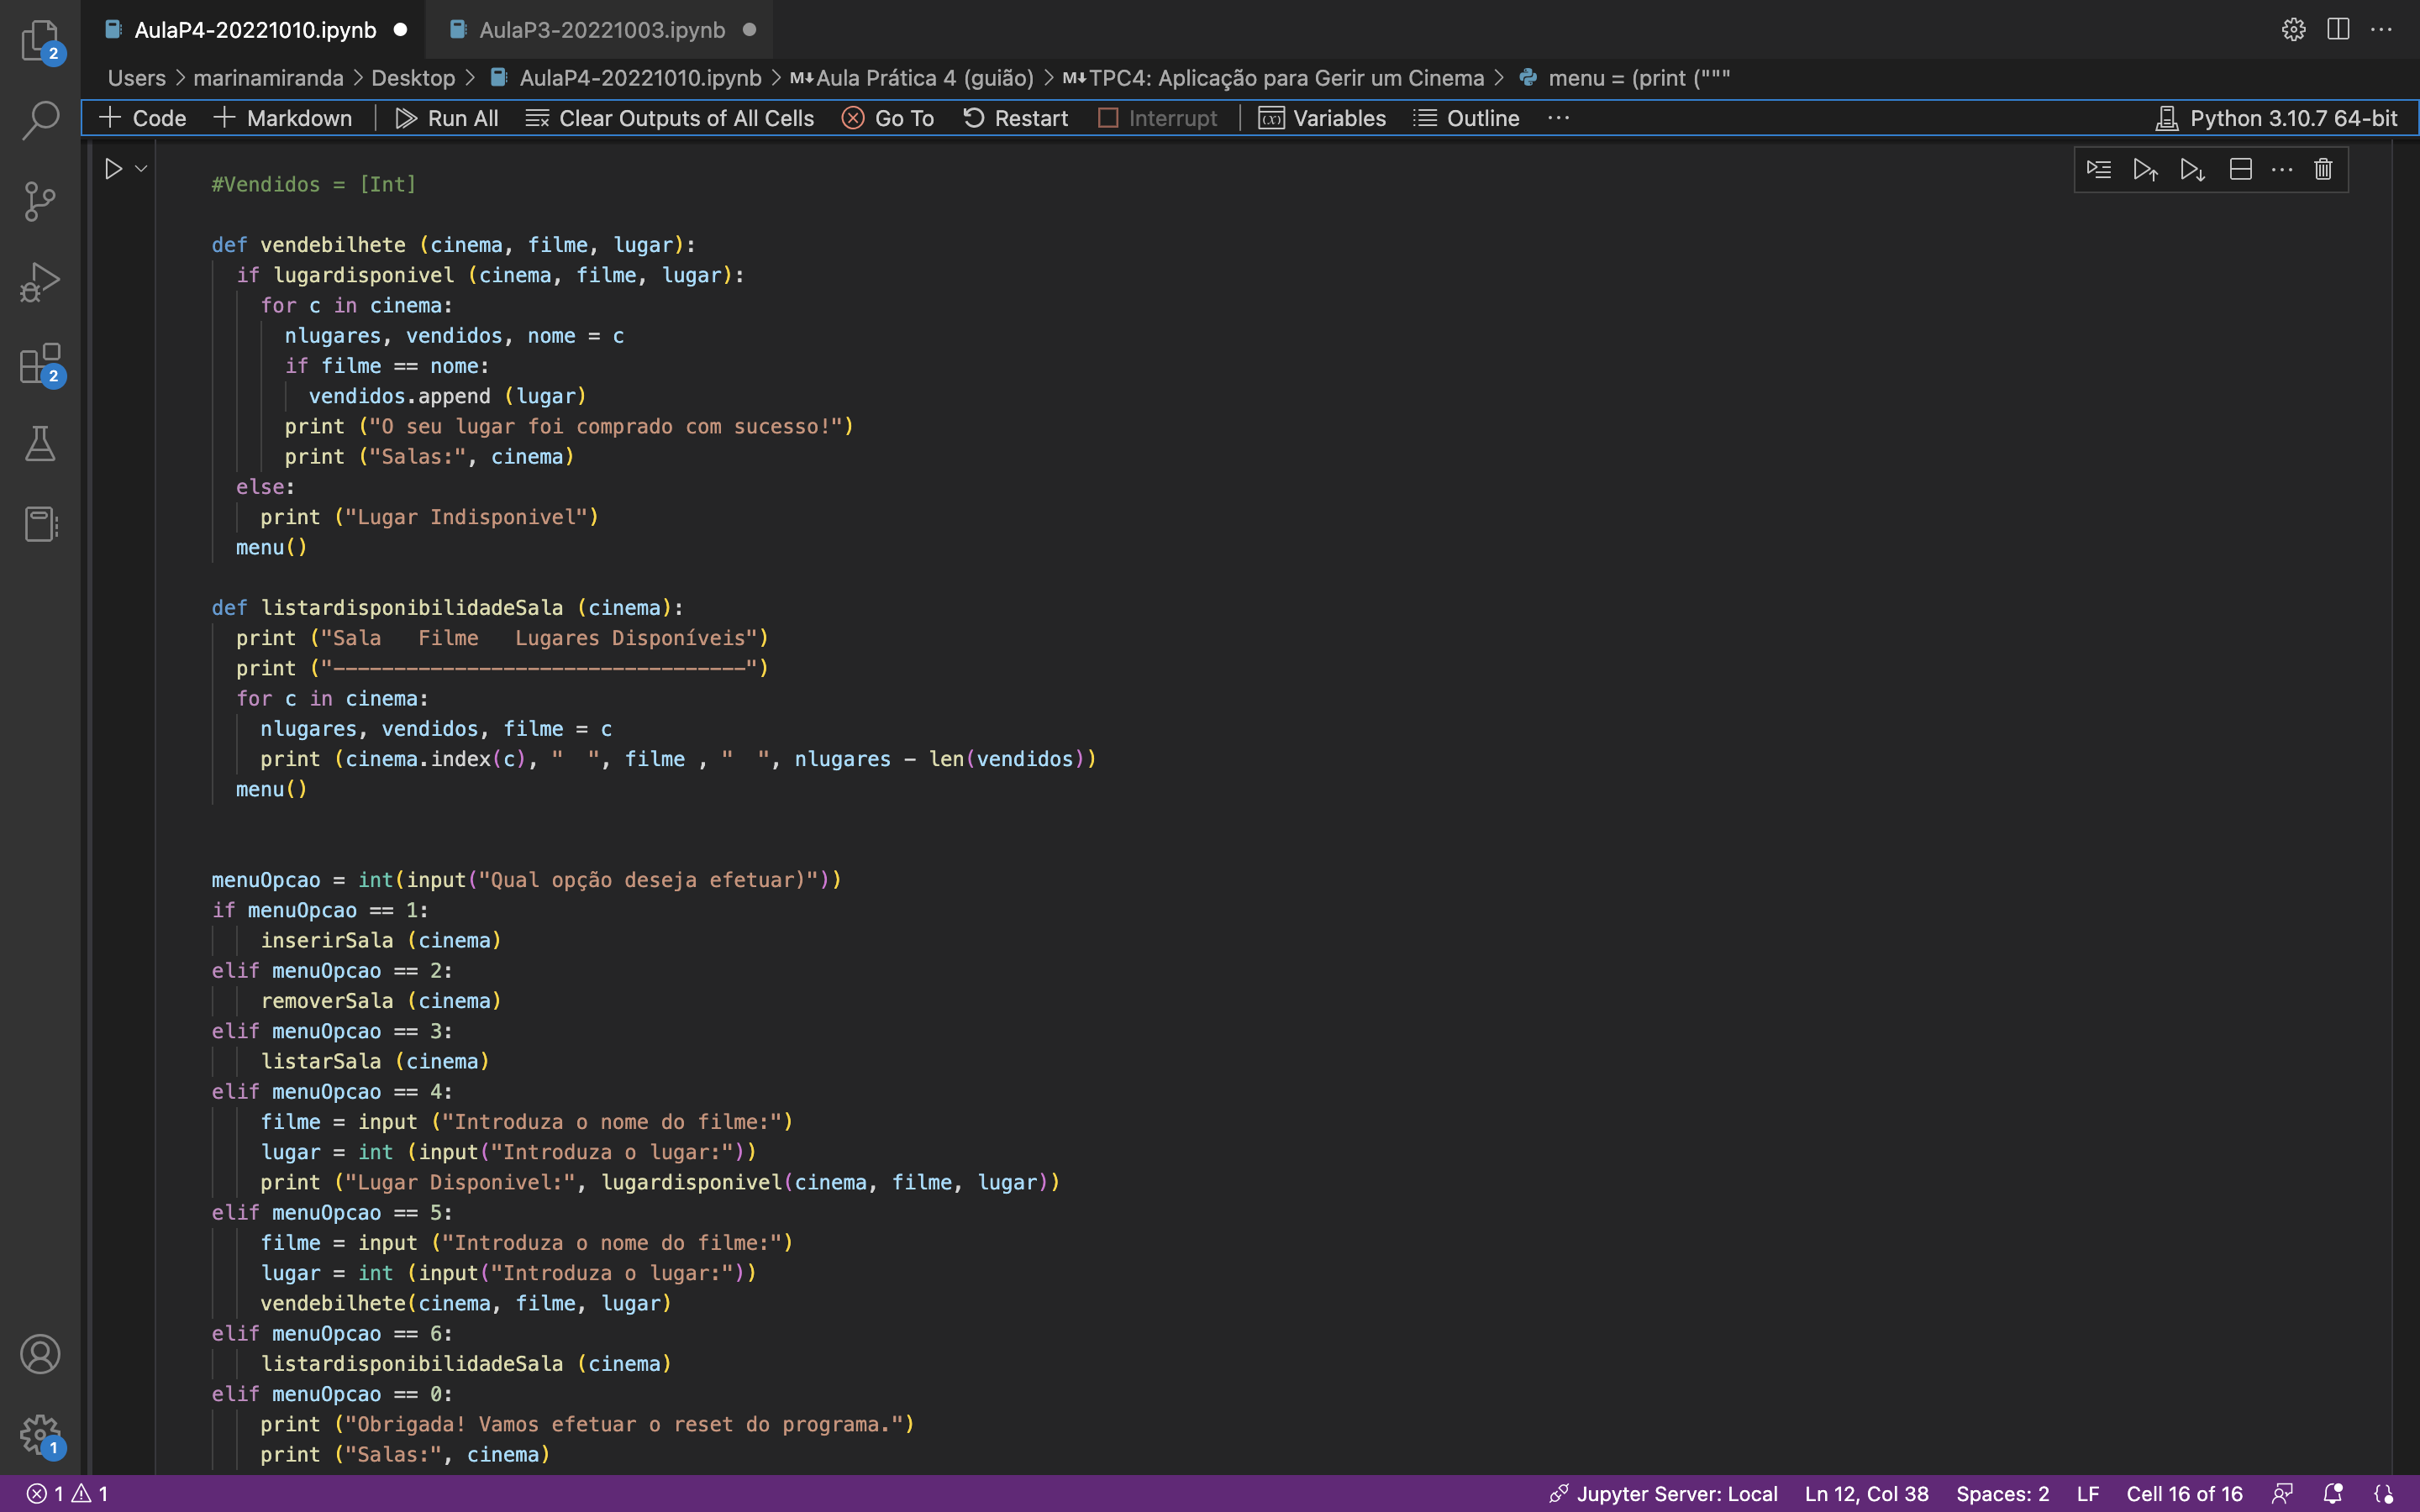 AulaP4-20221010.ipynb AulaP3-20221003.ipynb
Users > marinamiranda > Desktop > AulaP4-20221010.ipynb > M↓Aula Prática 4 (guião) > M↓TPC4: Aplicação para Gerir um Cinema > menu = (print ("""
+ Code + Markdown Run All Clear Outputs of All Cells Go To Restart Interrupt (x) Variables Outline ··· Python 3.10.7 64-bit
#Vendidos = [Int]
def vendebilhete (cinema, filme, lugar):
if lugardisponivel (cinema, filme, lugar):
for c in cinema:
nlugares, vendidos, nome = c
if filme == nome:
vendidos.append (lugar)
print ("O seu lugar foi comprado com sucesso!")
print ("Salas:", cinema)
else:
print ("Lugar Indisponivel")
menu()
def listardisponibilidadeSala (cinema):
print ("Sala   Filme   Lugares Disponíveis")
print ("----------------------------------")
for c in cinema:
nlugares, vendidos, filme = c
print (cinema.index(c), "  ", filme , "  ", nlugares - len(vendidos))
menu()
menuOpcao = int(input("Qual opção deseja efetuar)"))
if menuOpcao == 1:
inserirSala (cinema)
elif menuOpcao == 2:
removerSala (cinema)
elif menuOpcao == 3:
listarSala (cinema)
elif menuOpcao == 4:
filme = input ("Introduza o nome do filme:")
lugar = int (input("Introduza o lugar:"))
print ("Lugar Disponivel:", lugardisponivel(cinema, filme, lugar))
elif menuOpcao == 5:
filme = input ("Introduza o nome do filme:")
lugar = int (input("Introduza o lugar:"))
vendebilhete(cinema, filme, lugar)
elif menuOpcao == 6:
listardisponibilidadeSala (cinema)
elif menuOpcao == 0:
print ("Obrigada! Vamos efetuar o reset do programa.")
print ("Salas:", cinema)
2
2
1
1 1 Jupyter Server: Local Ln 12, Col 38 Spaces: 2 LF Cell 16 of 16